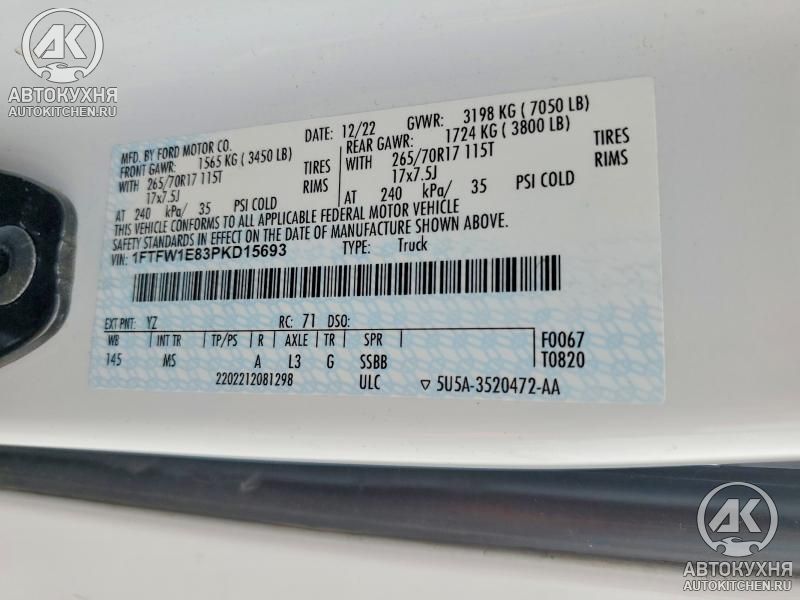 АК
АВТОКУХНЯ
AUTOKITCHEN.RU
MFD. BY FORD MOTOR CO. DATE: 12/22 GVWR: 3198 KG ( 7050 LB)
FRONT GAWR: 1565 KG ( 3450 LB) REAR GAWR: 1724 KG ( 3800 LB)
WITH 265/70R17 115T TIRES WITH 265/70R17 115T TIRES
17x7.5J RIMS 17x7.5J RIMS
AT 240 kPa/ 35 PSI COLD AT 240 kPa/ 35 PSI COLD
THIS VEHICLE CONFORMS TO ALL APPLICABLE FEDERAL MOTOR VEHICLE
SAFETY STANDARDS IN EFFECT ON THE DATE OF MANUFACTURE SHOWN ABOVE.
VIN: 1FTFW1E83PKD15693 TYPE: Truck
EXT PNT: YZ RC: 71 DSO:
WB INT TR TP/PS R AXLE TR SPR F0067
145 MS A L3 G SSBB T0820
2202212081298 ULC ▼ 5U5A-3520472-AA
АК
АВТОКУХНЯ
AUTOKITCHEN.RU